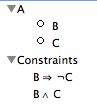 A
B
C
Constraints
B ⇒ ¬C
B ∧ C